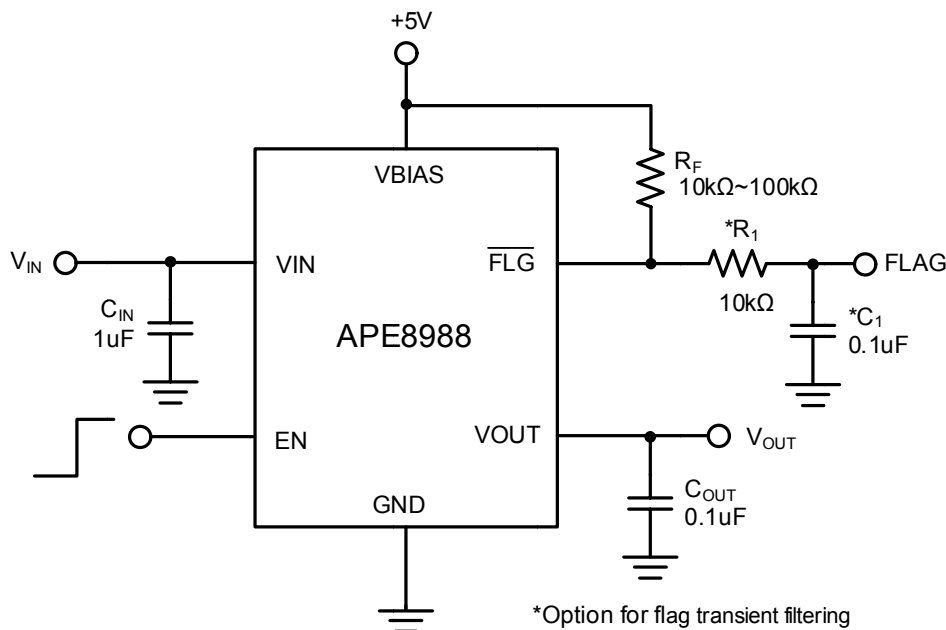 +5V
VBIAS
R_F
10kΩ~100kΩ
*R_1
V_IN
VIN
FLG
FLAG
10kΩ
C_IN
1uF
APE8988
*C_1
0.1uF
EN
VOUT
V_OUT
GND
C_OUT
0.1uF
*Option for flag transient filtering